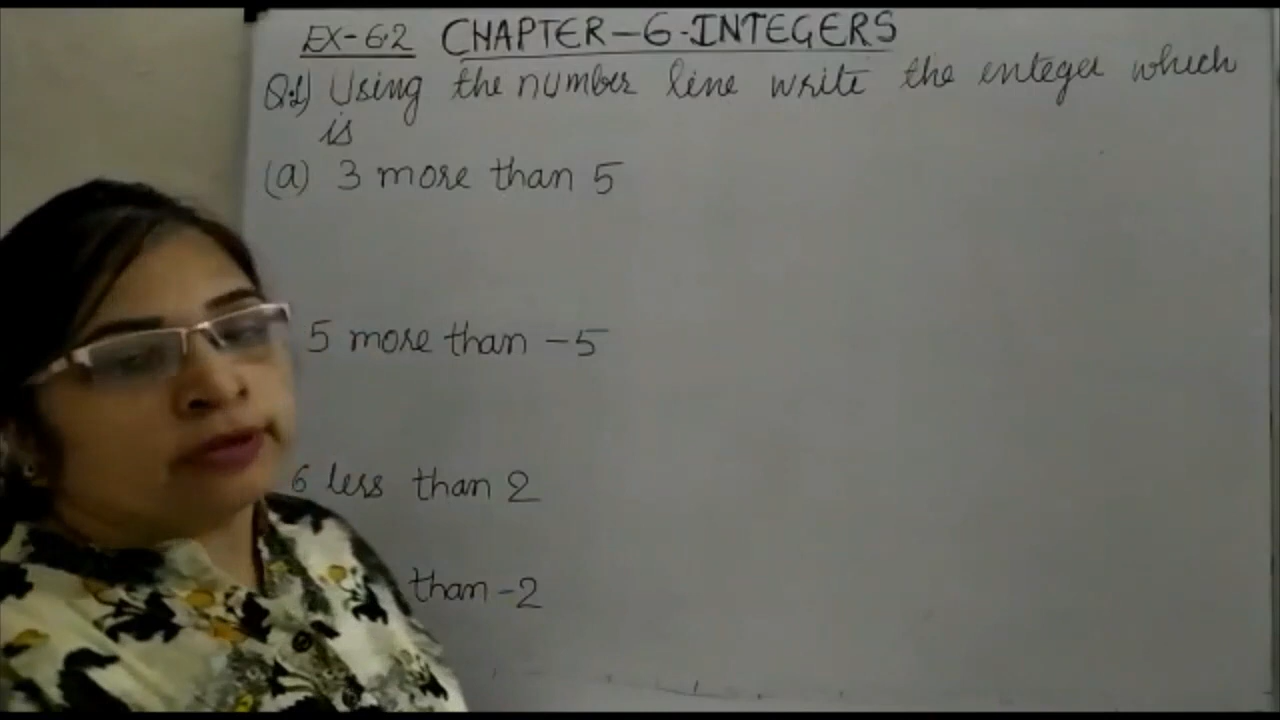 EX-6.2 CHAPTER-6-INTEGERS
Q.1) Using the number line write the integer which
is
(a) 3 more than 5
5 more than -5
6 less than 2
than -2